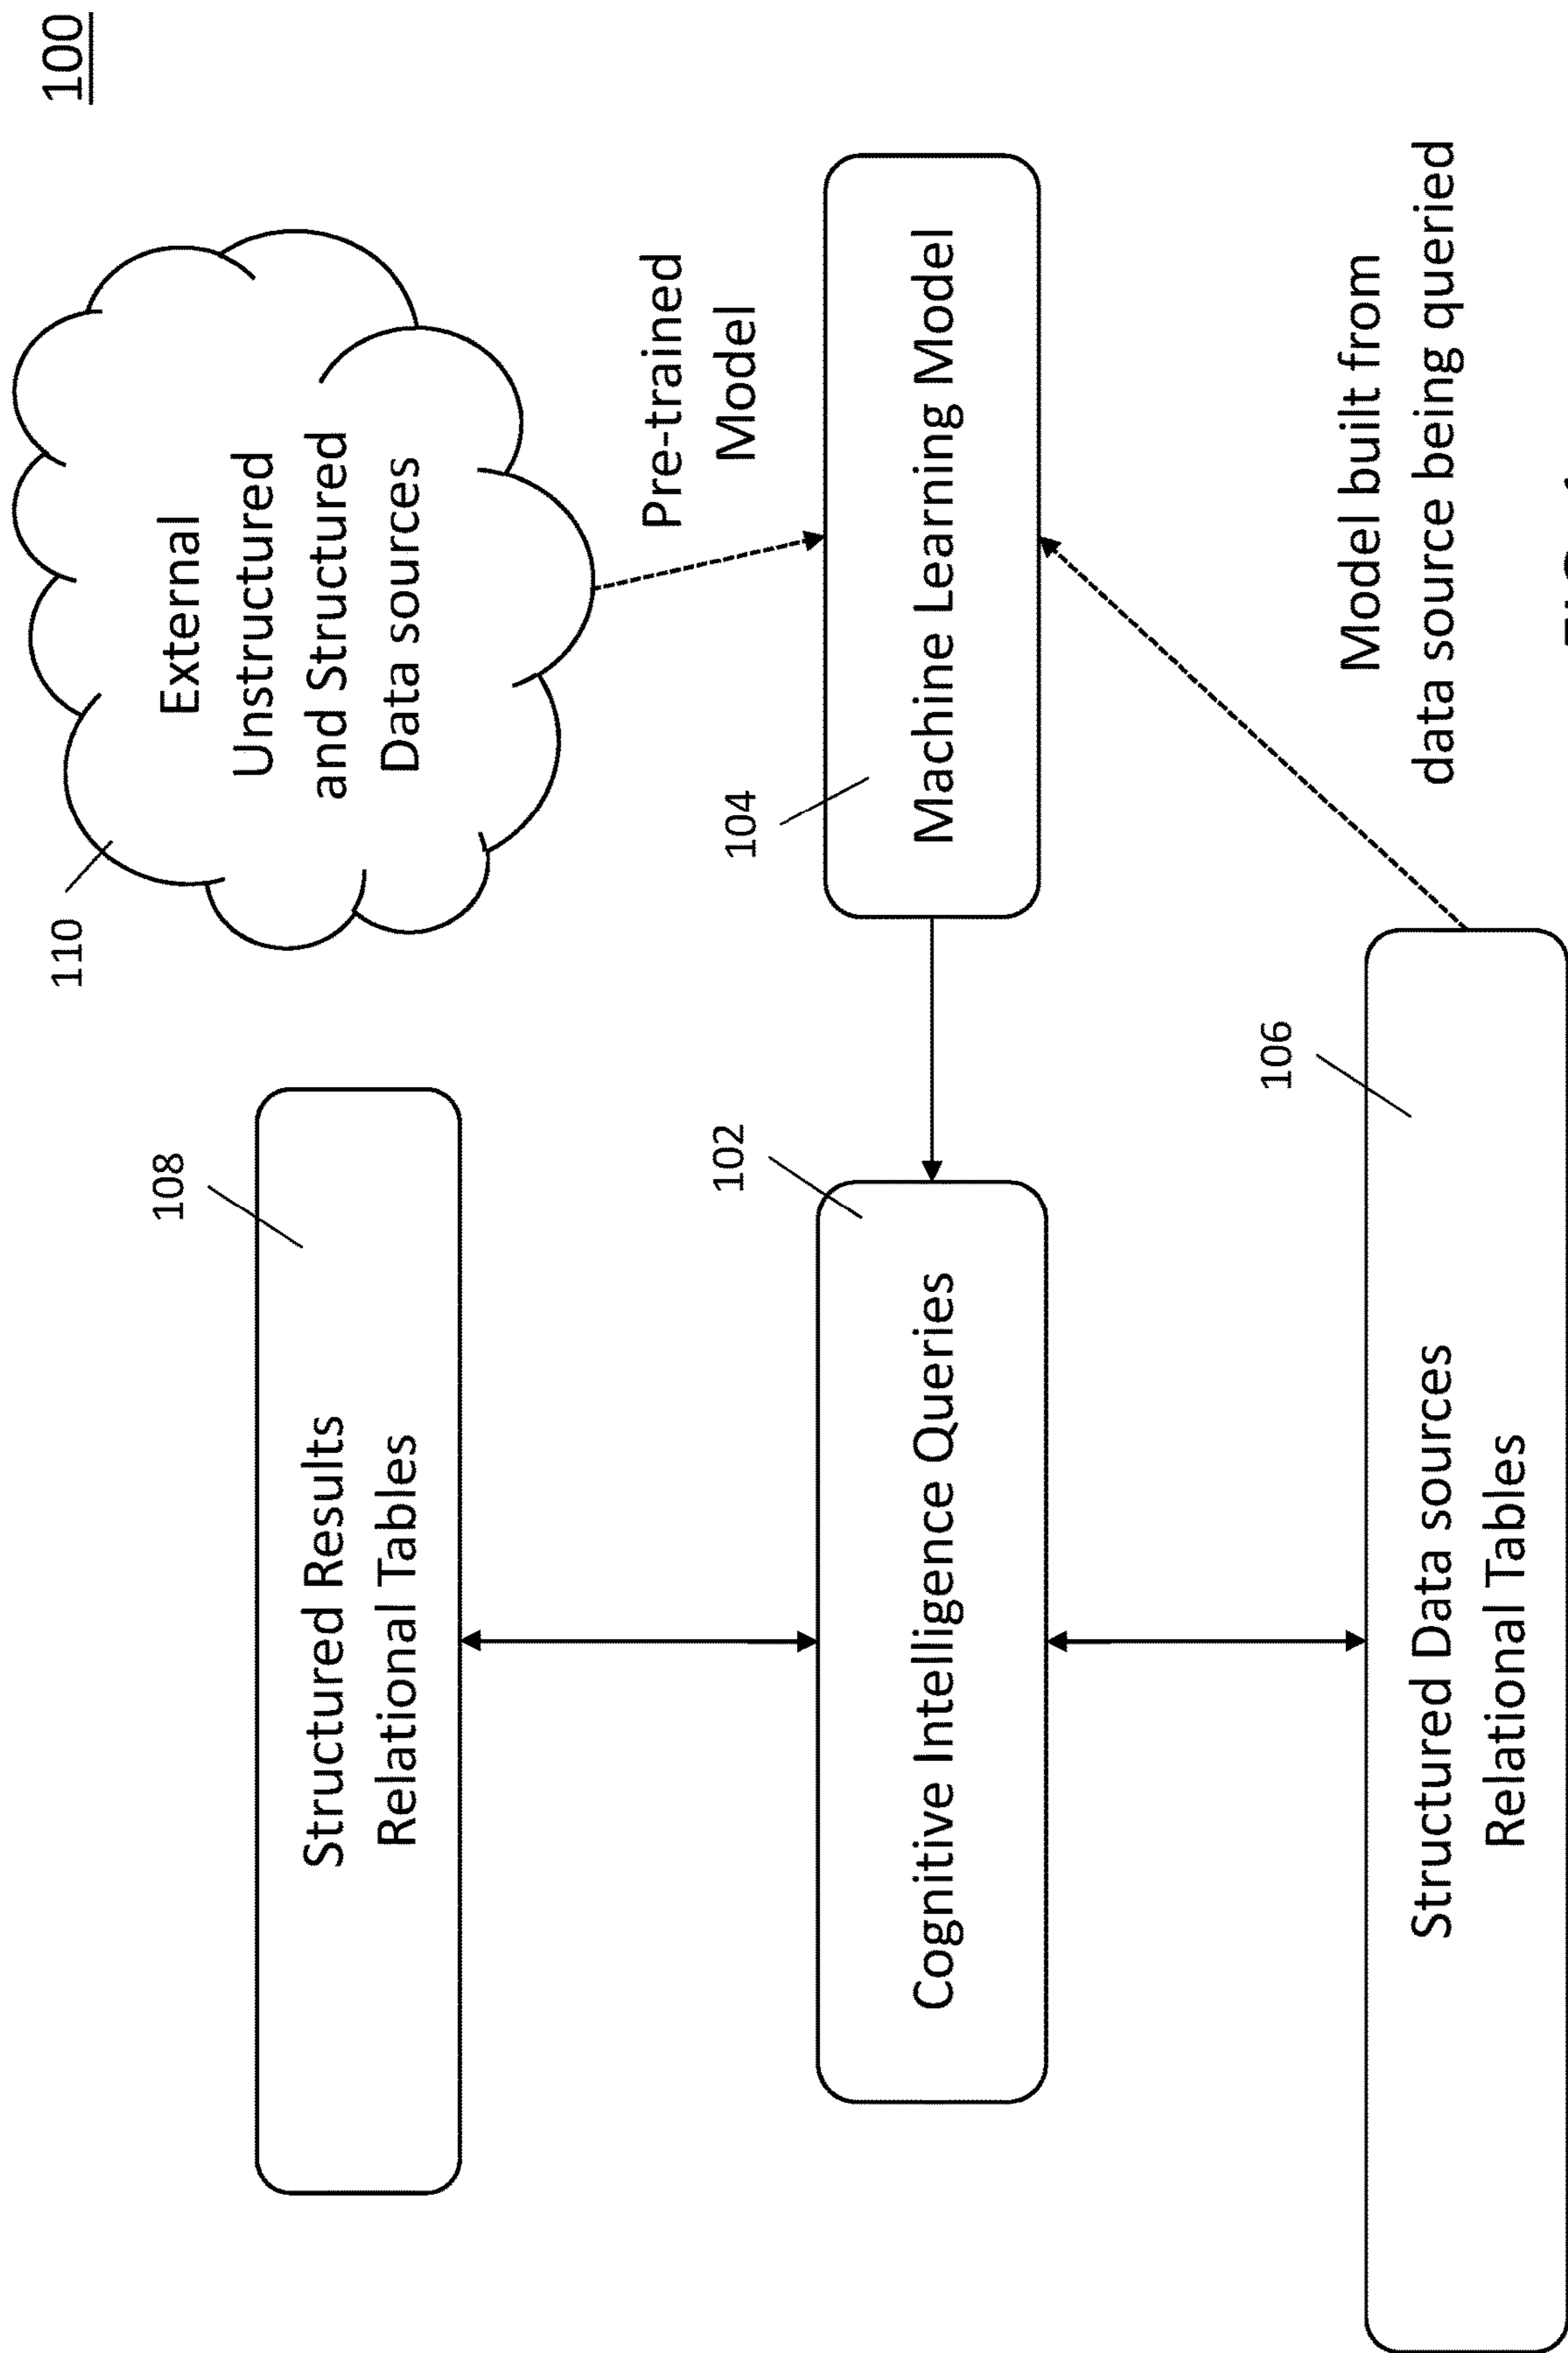 100
110
External
Unstructured
and Structured
Data sources
108
Structured Results
Relational Tables
Pre-trained
Model
102
Cognitive Intelligence Queries
104
Machine Learning Model
106
Structured Data sources
Relational Tables
Model built from
data source being queried